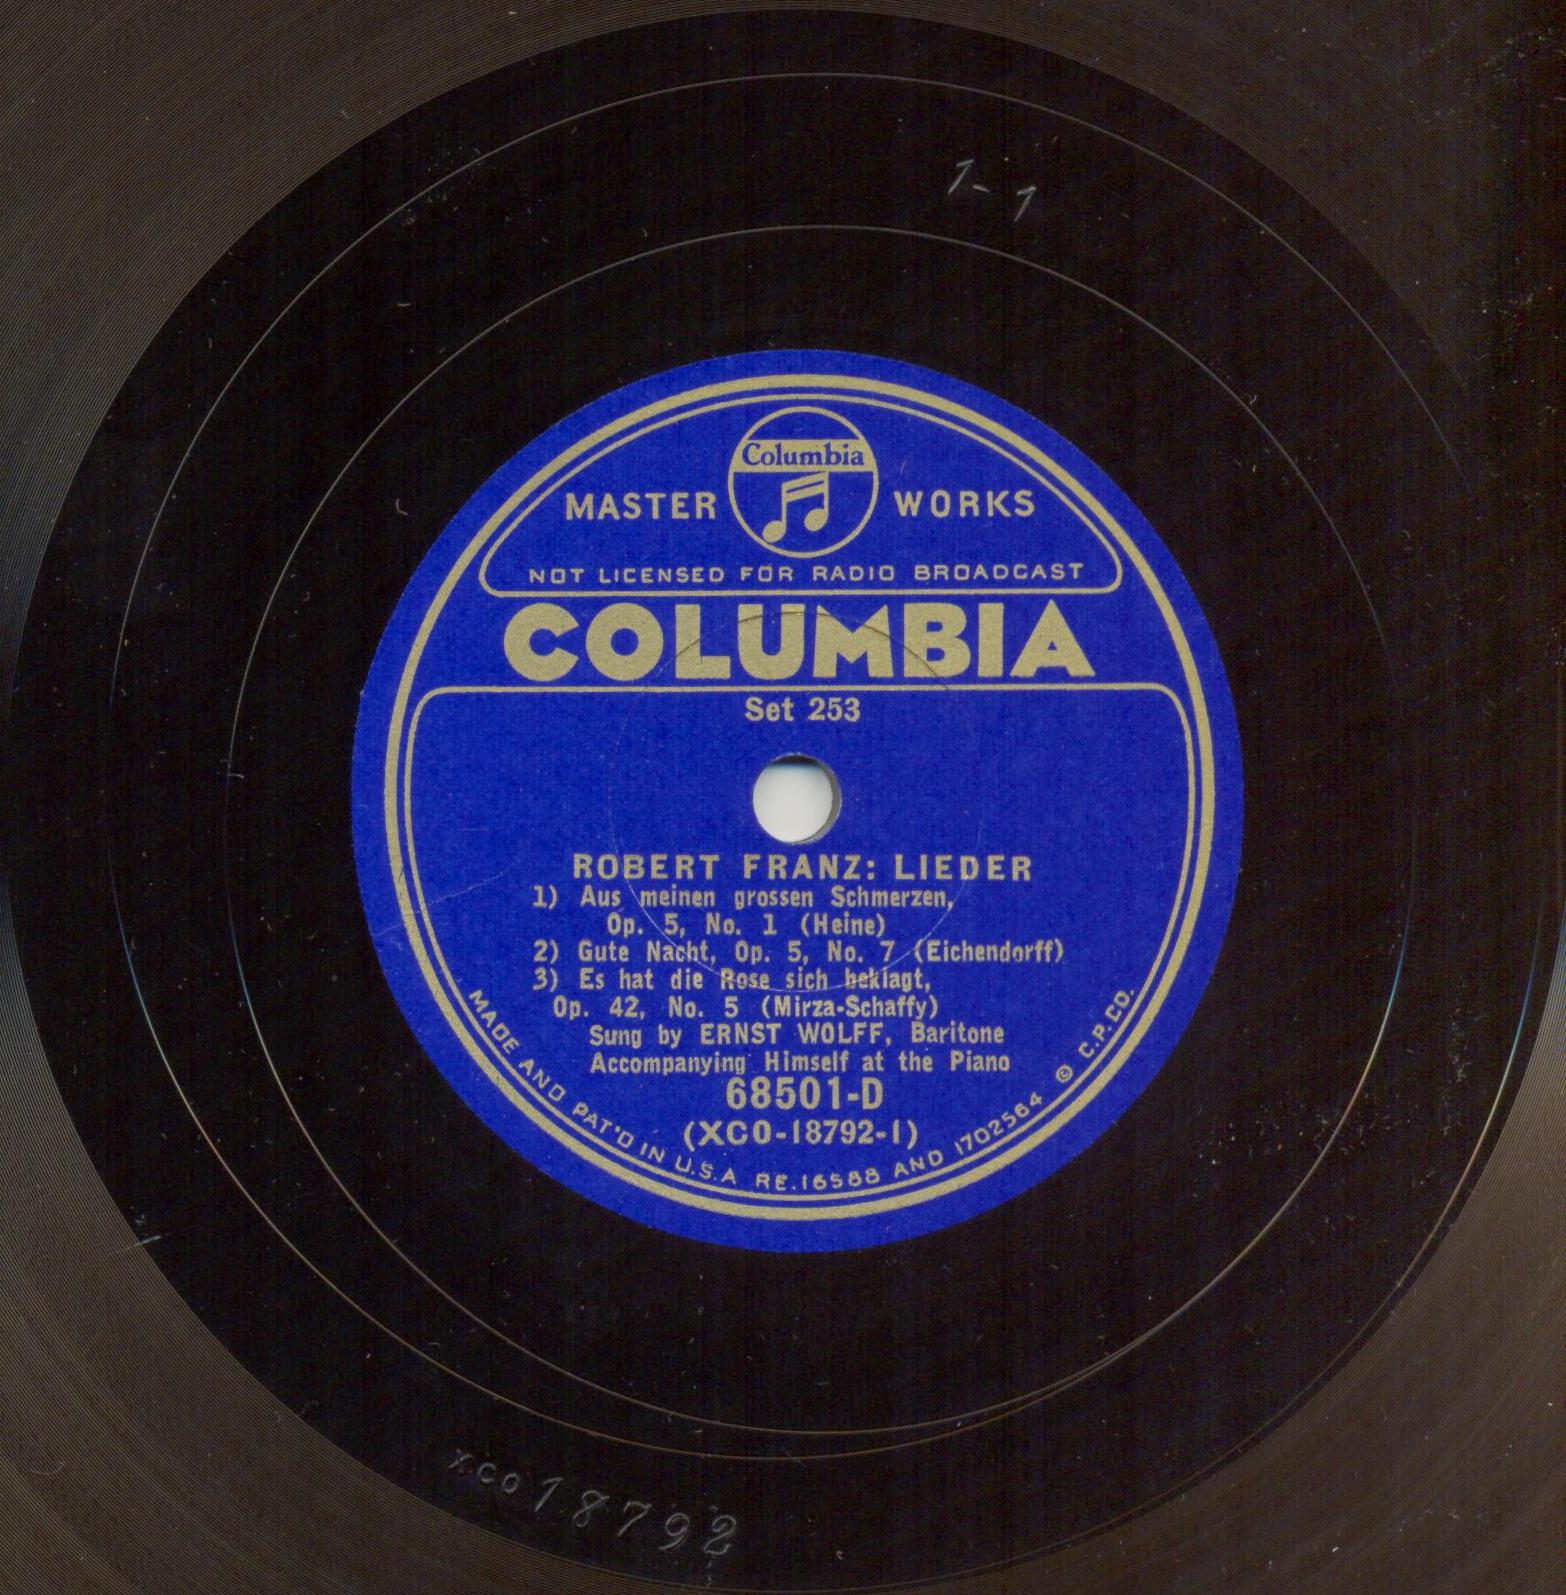 1-1
Columbia
MASTER WORKS
NOT LICENSED FOR RADIO BROADCAST
COLUMBIA
Set 253
ROBERT FRANZ: LIEDER
1) Aus meinen grossen Schmerzen,
Op. 5, No. 1 (Heine)
2) Gute Nacht, Op. 5, No. 7 (Eichendorff)
3) Es hat die Rose sich beklagt,
Op. 42, No. 5 (Mirza-Schaffy)
Sung by ERNST WOLFF, Baritone
Accompanying Himself at the Piano
68501-D
(XCO-18792-1)
MADE AND PAT'D IN U.S.A RE.16588 AND 1702564 © C.P.CO.
xco18792